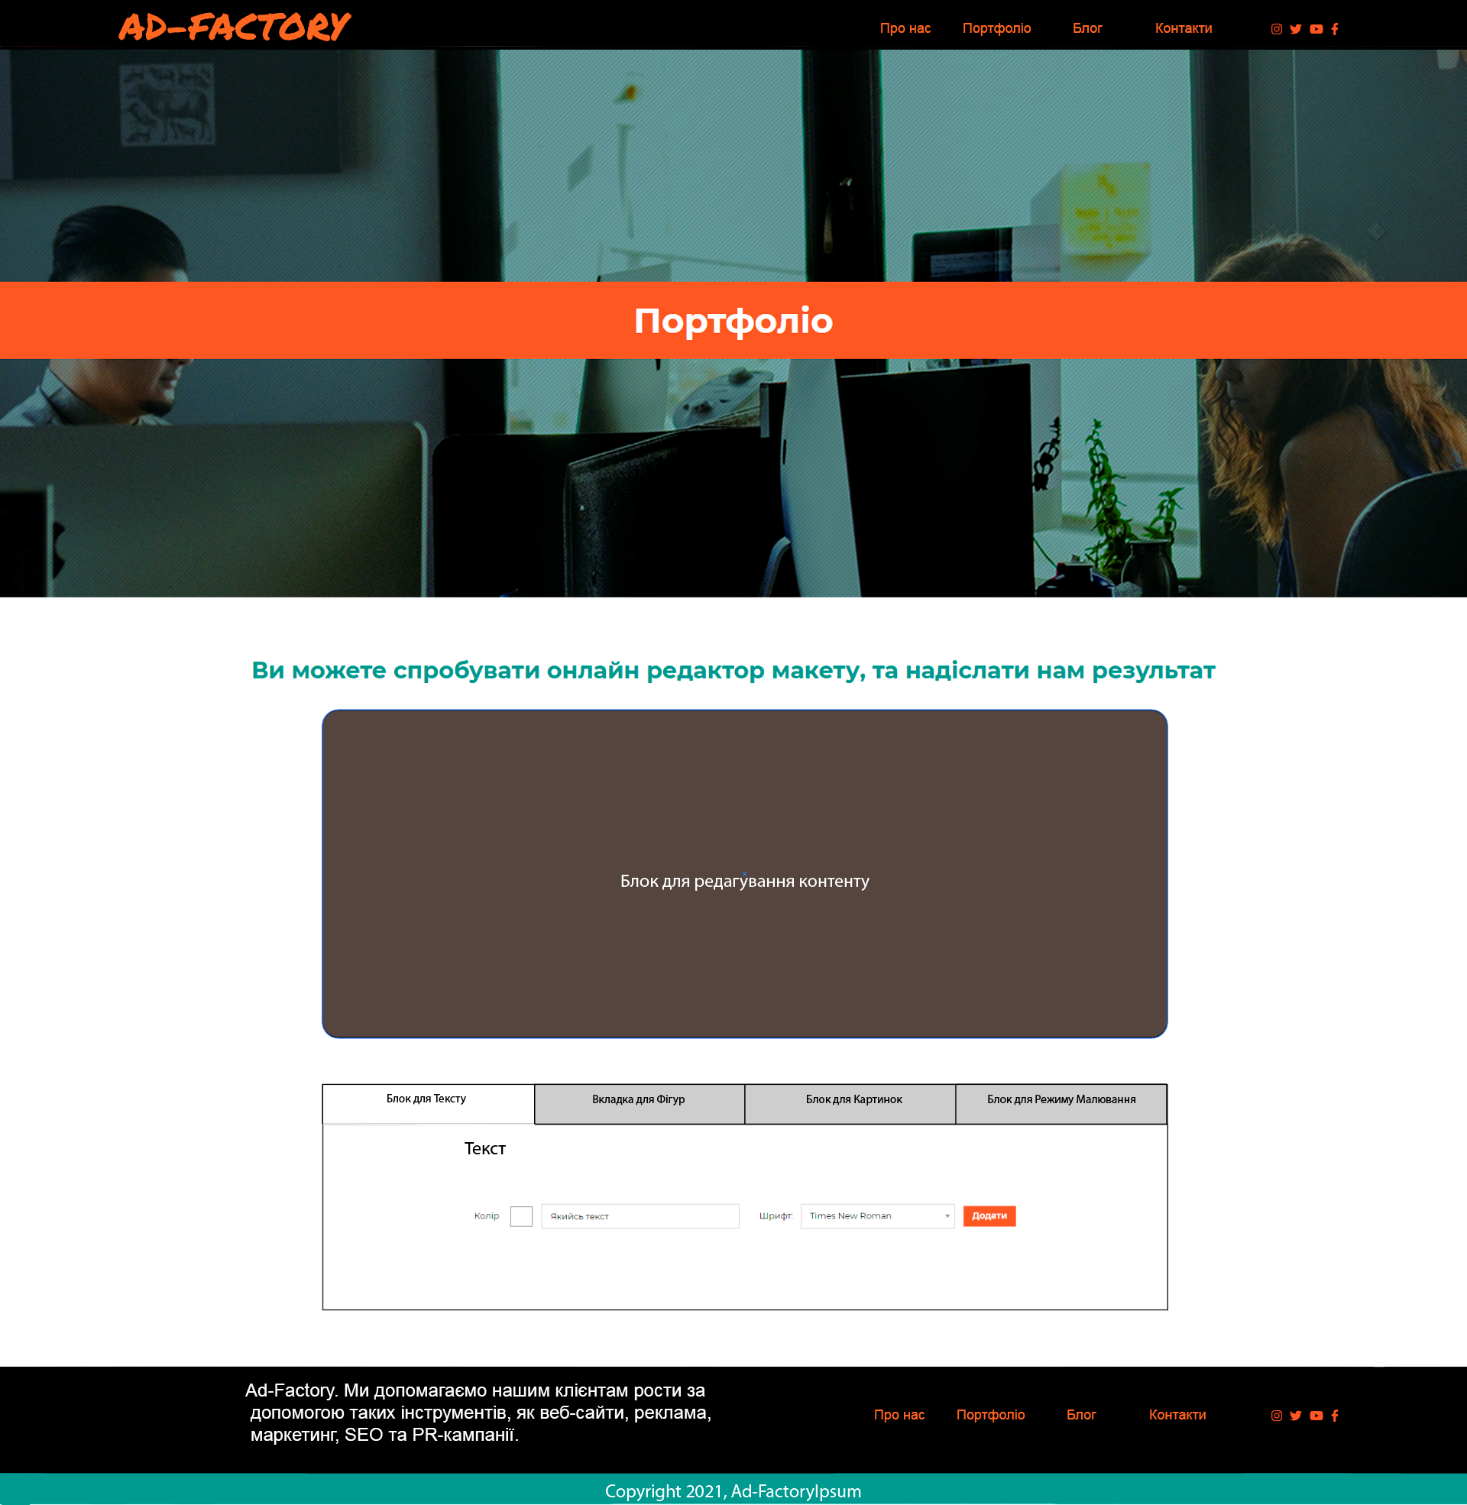 AD-FACTORY
Про нас Портфоліо Блог Контакти
Портфоліо
Ви можете спробувати онлайн редактор макету, та надіслати нам результат
Блок для редагування контенту
Блок для Тексту Вкладка для Фігур Блок для Картинок Блок для Режиму Малювання
Текст
Колір Якийсь текст Шрифт: Times New Roman Додати
Ad-Factory. Ми допомагаємо нашим клієнтам рости за
допомогою таких інструментів, як веб-сайти, реклама,
маркетинг, SEO та PR-кампанії.
Про нас Портфоліо Блог Контакти
Copyright 2021, Ad-FactoryIpsum